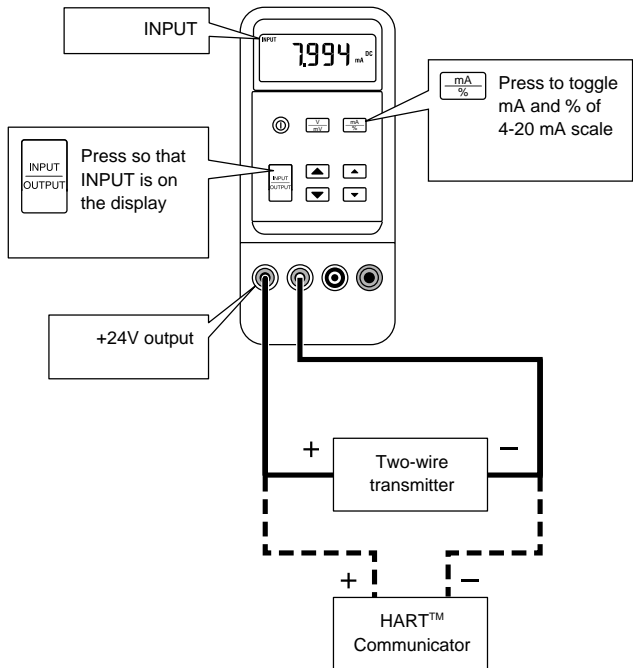 INPUT
INPUT
7.994 mA DC
V
mV
mA
%
INPUT
OUTPUT
mA
%
Press to toggle
mA and % of
4-20 mA scale
INPUT
OUTPUT
Press so that
INPUT is on
the display
+24V output
+
Two-wire
transmitter
−
+
HART™
Communicator
−